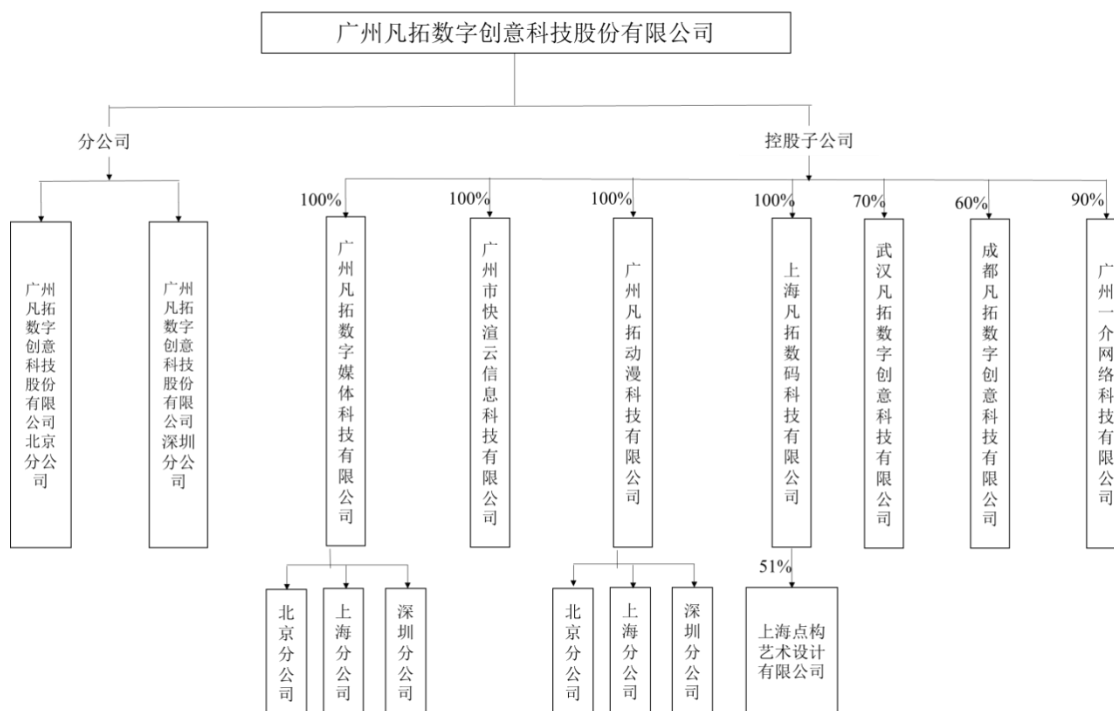 广州凡拓数字创意科技股份有限公司
分公司
控股子公司
100%
100%
100%
100%
70%
60%
90%
广州凡拓数字创意科技股份有限公司北京分公司
广州凡拓数字创意科技股份有限公司深圳分公司
广州凡拓数字媒体科技有限公司
广州市快渲云信息科技有限公司
广州凡拓动漫科技有限公司
上海凡拓数码科技有限公司
武汉凡拓数字创意科技有限公司
成都凡拓数字创意科技有限公司
广州一介网络科技有限公司
51%
北京分公司
上海分公司
深圳分公司
北京分公司
上海分公司
深圳分公司
上海点构
艺术设计
有限公司